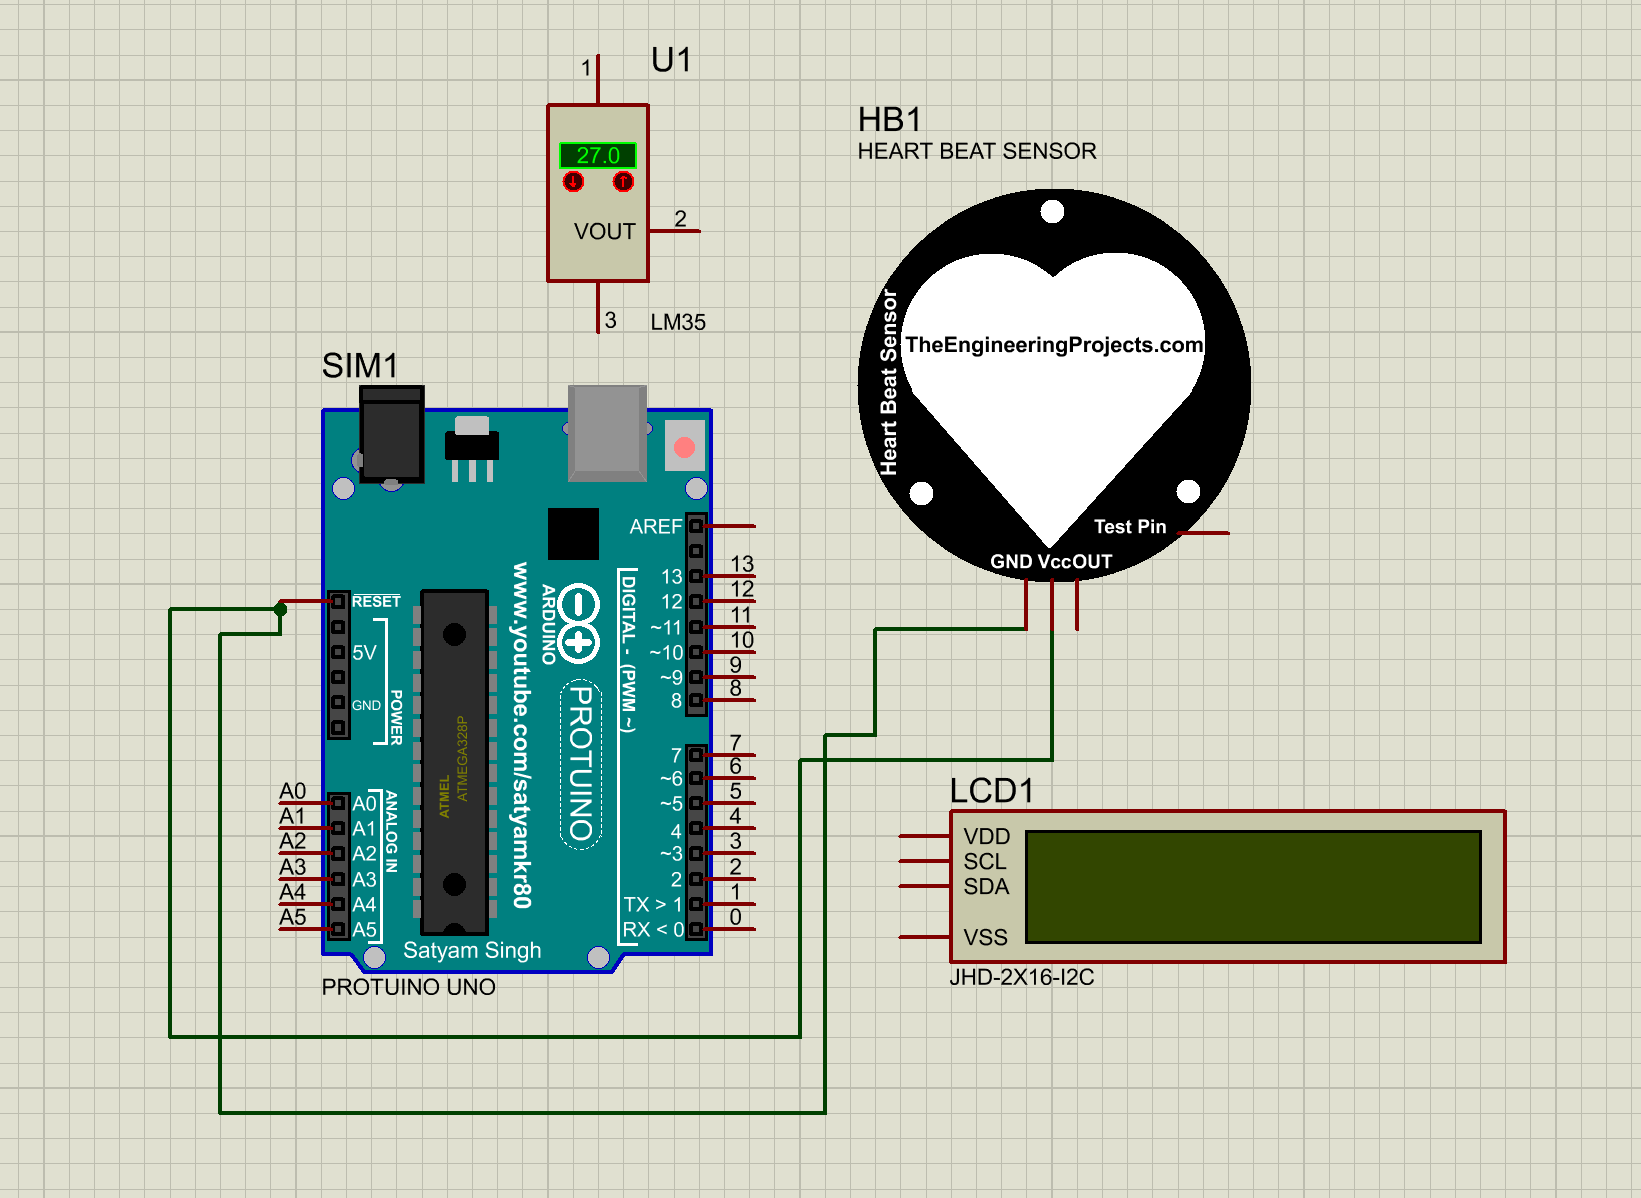 U1
1
27.0
VOUT
2
3
LM35
HB1
HEART BEAT SENSOR
Heart Beat Sensor
TheEngineeringProjects.com
Test Pin
GND VccOUT
SIM1
AREF
13 13
12 12
~11 11
~10 10
~9 9
8 8
7 7
~6 6
~5 5
4 4
~3 3
2 2
TX > 1 1
RX < 0 0
RESET
5V
GND
POWER
A0 A0
A1 A1
A2 A2
A3 A3
A4 A4
A5 A5
ANALOG IN
ATMEL
ATMEGA328P
www.youtube.com/satyamkr80
ARDUINO
PROTUINO
DIGITAL - (PWM ~)
Satyam Singh
PROTUINO UNO
LCD1
VDD
SCL
SDA
VSS
JHD-2X16-I2C